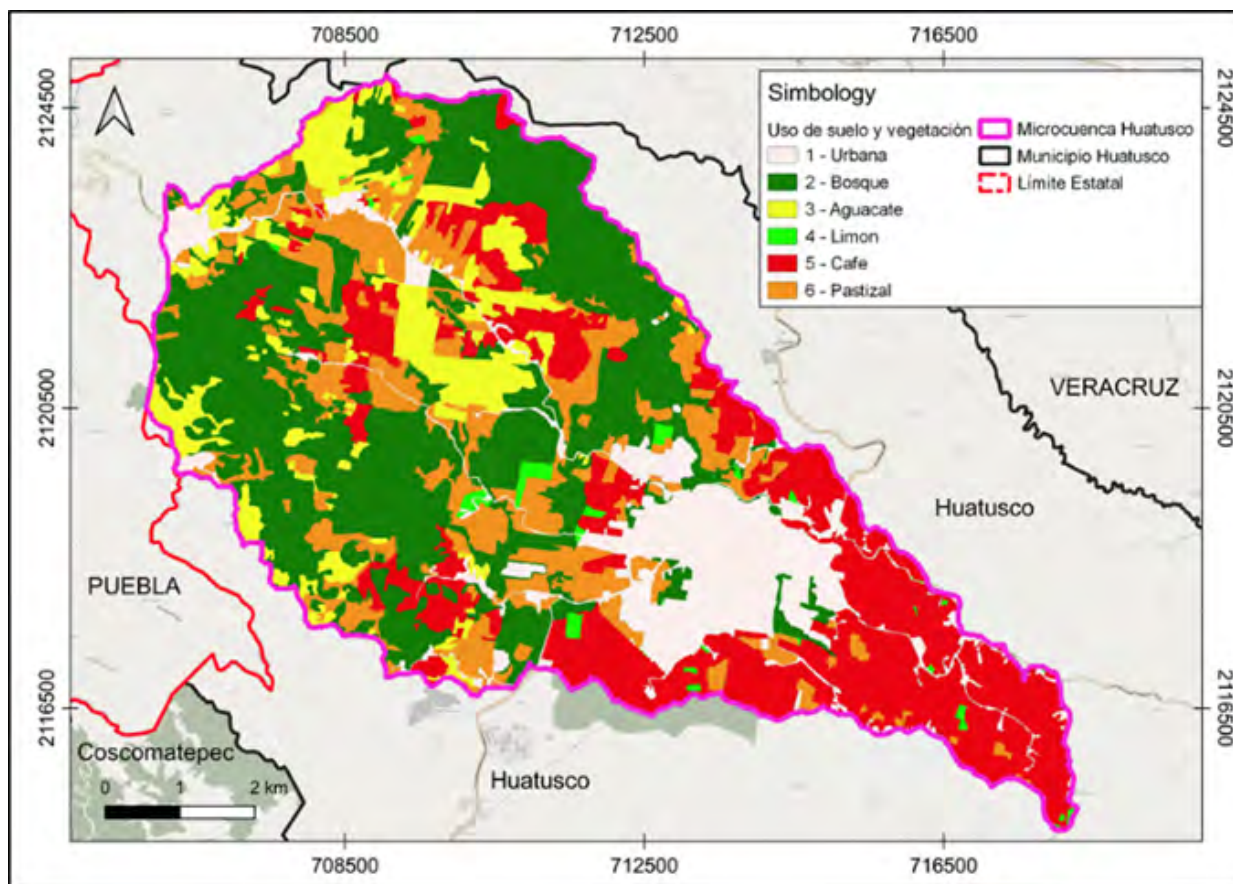 708500
712500
716500
2124500
2124500
Simbology
Uso de suelo y vegetación
1 - Urbana
2 - Bosque
3 - Aguacate
4 - Limon
5 - Cafe
6 - Pastizal
Microcuenca Huatusco
Municipio Huatusco
Límite Estatal
VERACRUZ
2120500
2120500
Huatusco
PUEBLA
2116500
2116500
Coscomatepec
Huatusco
0 1 2 km
708500
712500
716500